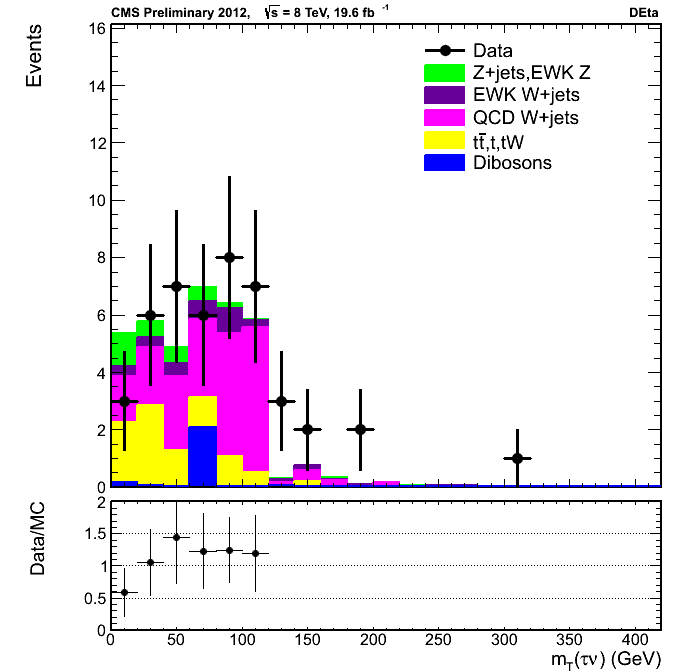 CMS Preliminary 2012, √s = 8 TeV, 19.6 fb⁻¹ DEta
Events
16
14
12
10
8
6
4
2
0
Data
Z+jets,EWK Z
EWK W+jets
QCD W+jets
tt̅,t,tW
Dibosons
Data/MC
2
1.5
1
0.5
0
0 50 100 150 200 250 300 350 400
m_T(τν) (GeV)